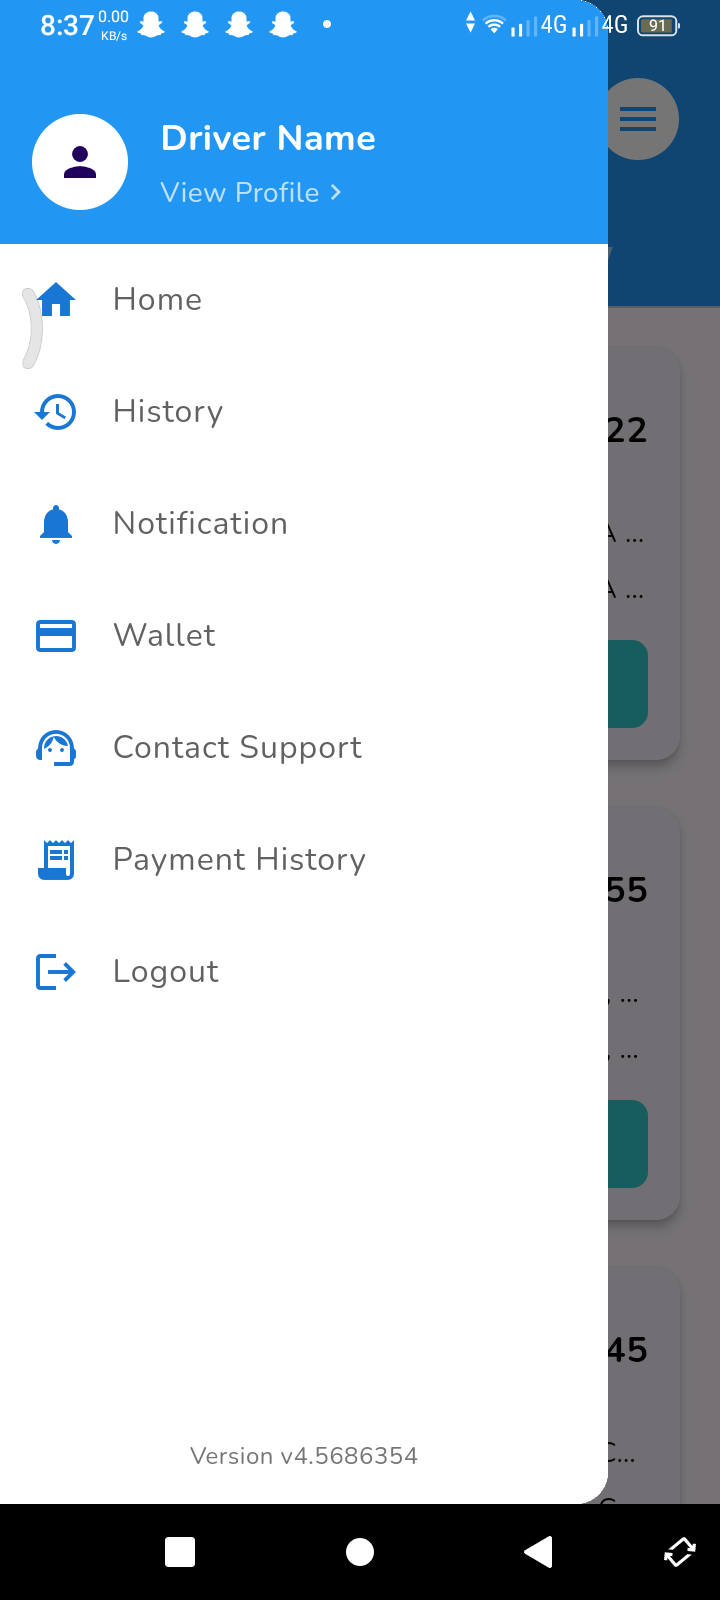 8:37 0.00 KB/s 4G 4G 91
Driver Name
View Profile
Home
History
22
Notification
A ...
A ...
Wallet
Contact Support
Payment History
55
Logout
, ...
, ...
45
Version v4.5686354
C...